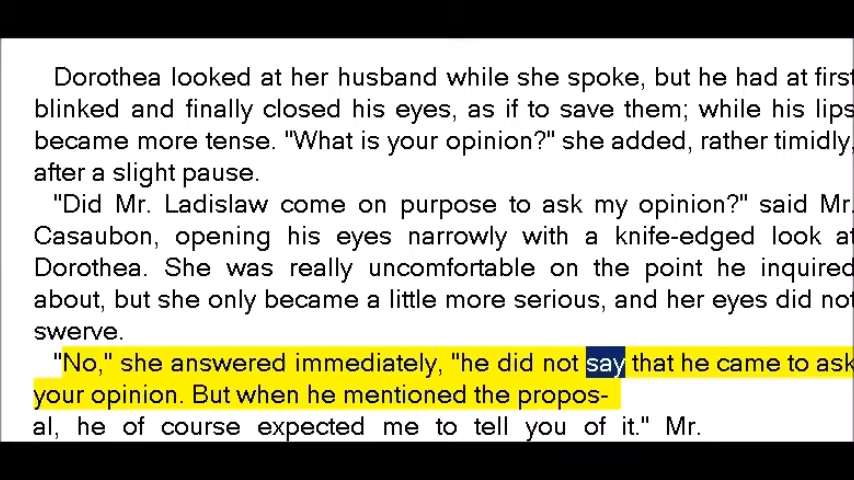 Dorothea looked at her husband while she spoke, but he had at first
blinked and finally closed his eyes, as if to save them; while his lips
became more tense. "What is your opinion?" she added, rather timidly,
after a slight pause.
"Did Mr. Ladislaw come on purpose to ask my opinion?" said Mr.
Casaubon, opening his eyes narrowly with a knife-edged look at
Dorothea. She was really uncomfortable on the point he inquired
about, but she only became a little more serious, and her eyes did not
swerve.
"No," she answered immediately, "he did not say that he came to ask
your opinion. But when he mentioned the propos-
al, he of course expected me to tell you of it." Mr.